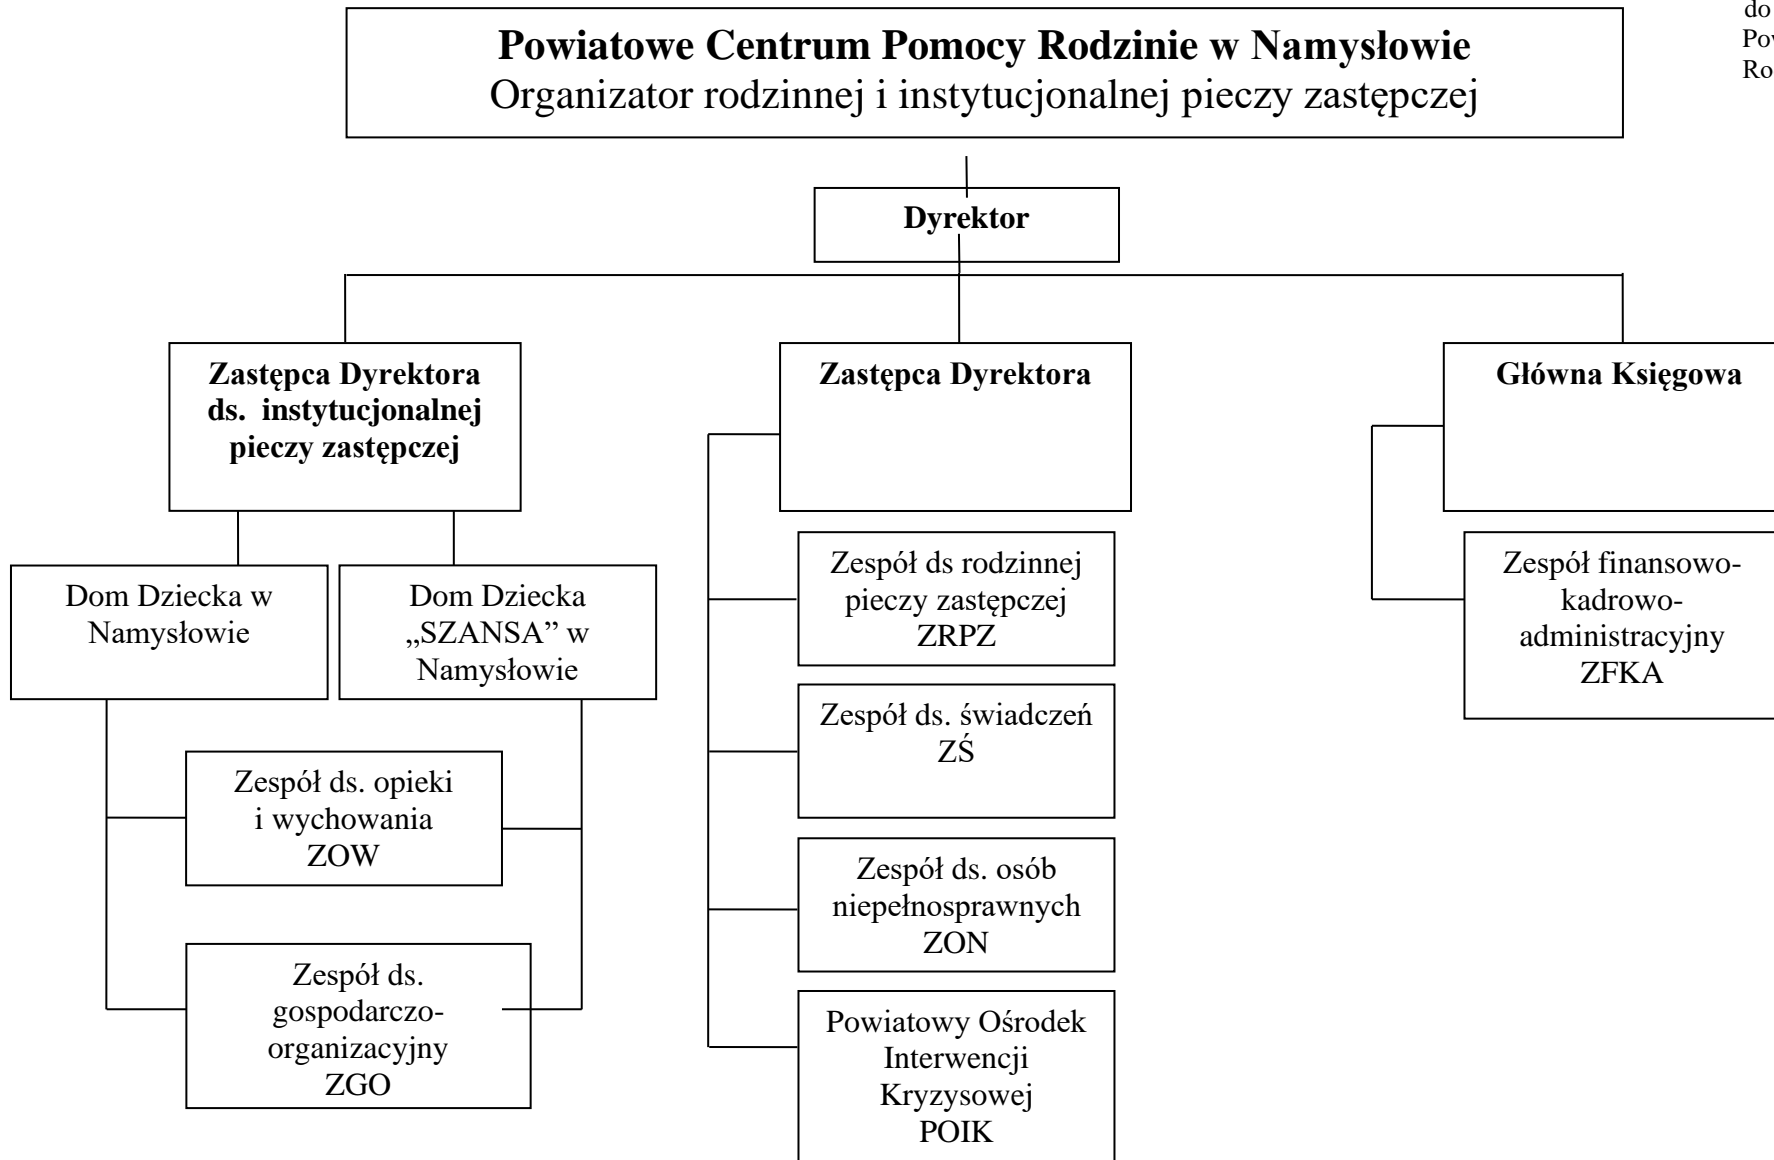 do
Powiatowe Centrum Pomocy Rodzinie w Namysłowie
Organizator rodzinnej i instytucjonalnej pieczy zastępczej
Dyrektor
Zastępca Dyrektora
ds. instytucjonalnej
pieczy zastępczej
Zastępca Dyrektora
Główna Księgowa
Dom Dziecka w
Namysłowie
Dom Dziecka
„SZANSA” w
Namysłowie
Zespół ds. opieki
i wychowania
ZOW
Zespół ds.
gospodarczo-
organizacyjny
ZGO
Zespół ds rodzinnej
pieczy zastępczej
ZRPZ
Zespół ds. świadczeń
ZŚ
Zespół ds. osób
niepełnosprawnych
ZON
Powiatowy Ośrodek
Interwencji
Kryzysowej
POIK
Zespół finansowo-
kadrowo-
administracyjny
ZFKA